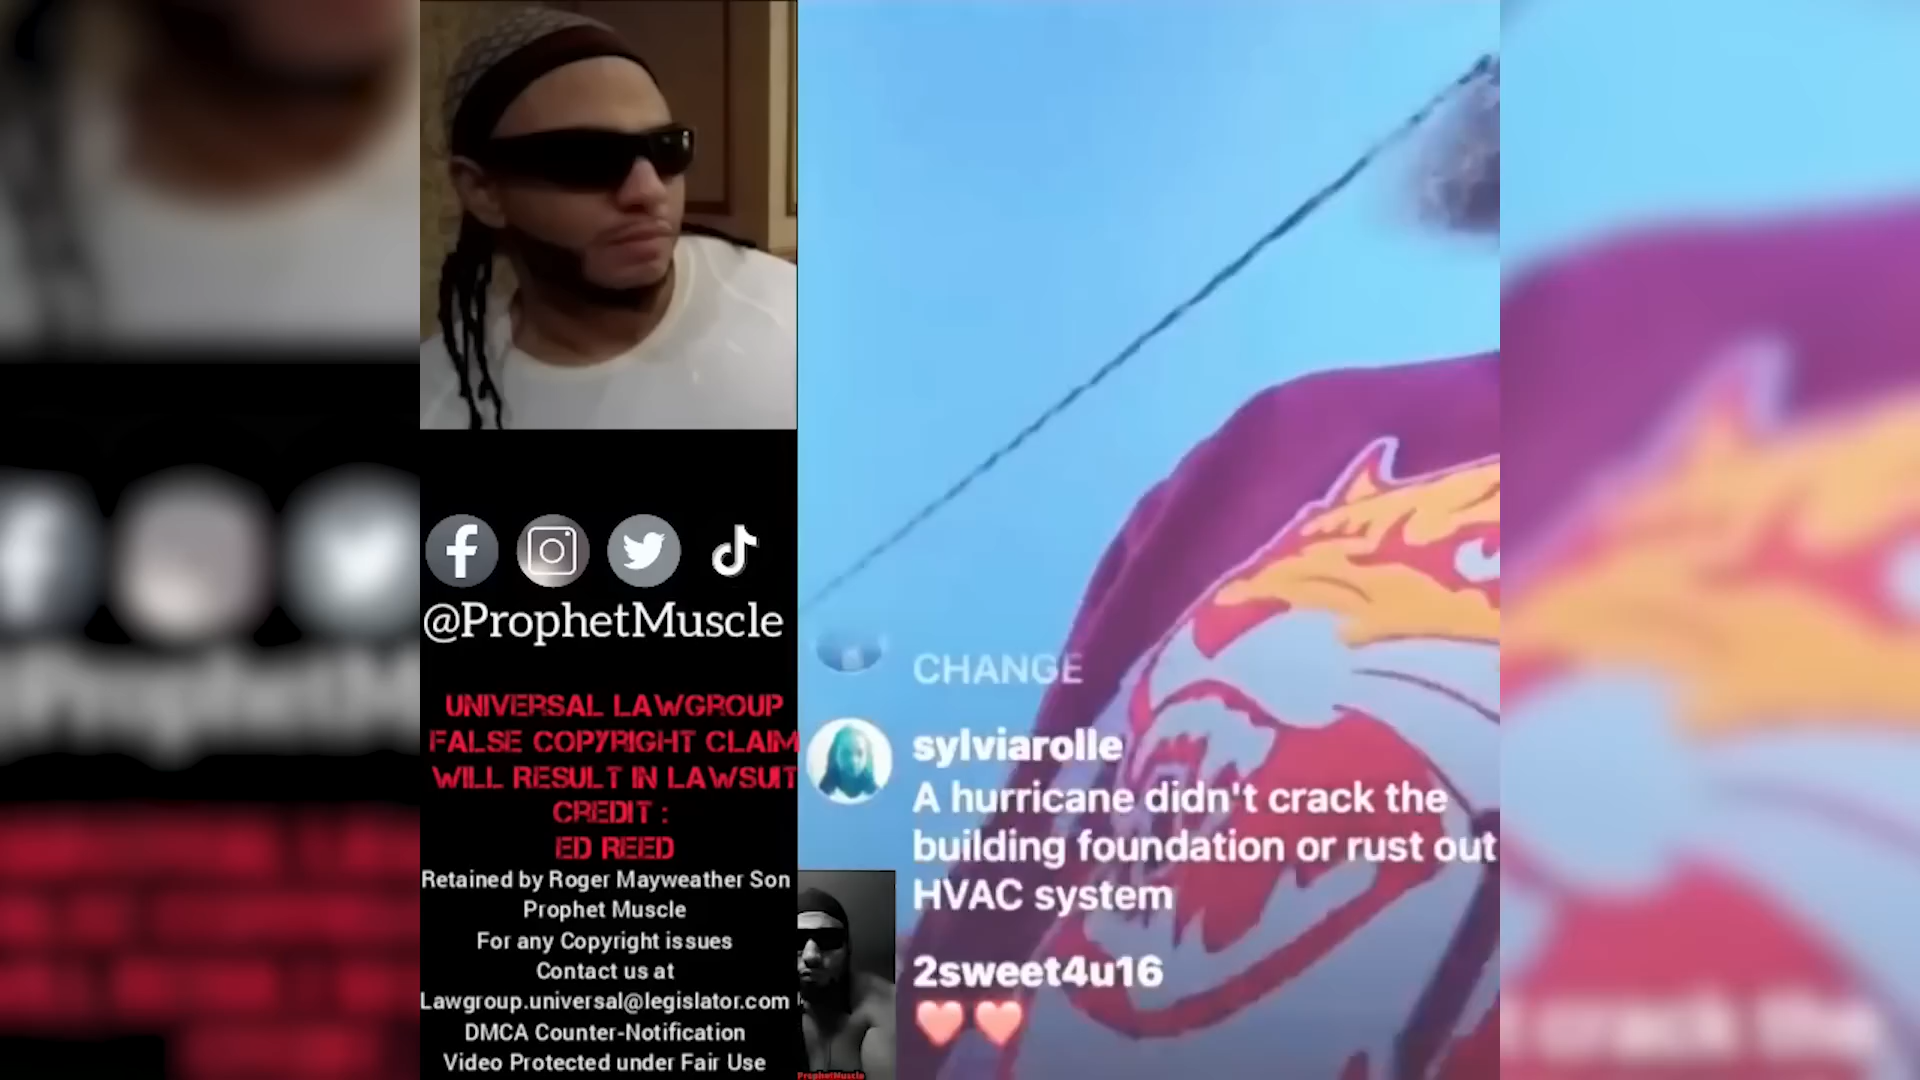 @ProphetMuscle
UNIVERSAL LAWGROUP
FALSE COPYRIGHT CLAIM
WILL RESULT IN LAWSUIT
CREDIT :
ED REED
Retained by Roger Mayweather Son
Prophet Muscle
For any Copyright issues
Contact us at
Lawgroup.universal@legislator.com
DMCA Counter-Notification
Video Protected under Fair Use
CHANGE
sylviarolle
A hurricane didn't crack the
building foundation or rust out
HVAC system
2sweet4u16
ProphetMuscle